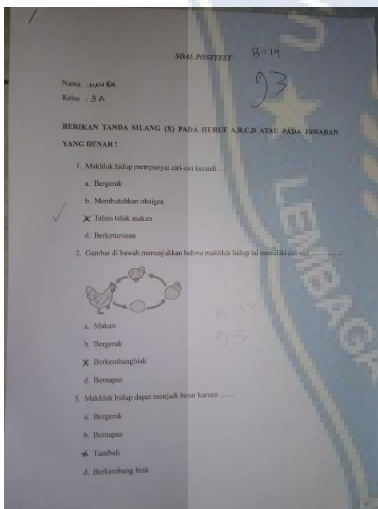 SOAL POSTTEST
B = 14
93
Nama : NAURA
Kelas : 3 A
BERIKAN TANDA SILANG (X) PADA HURUF A,B,C,D ATAU PADA JAWABAN
YANG BENAR !
1. Makhluk hidup mempunyai ciri-ciri kecuali ...
a. Bergerak
b. Membutuhkan oksigen
c. Tahan tidak makan
d. Berketurunan
2. Gambar di bawah menunjukkan bahwa makhluk hidup ini memiliki ciri-ciri ............
a. Makan
b. Bergerak
c. Berkembangbiak
d. Bernapas
3. Makhluk hidup dapat menjadi besar karena ......
a. Bergerak
b. Bernapas
c. Tumbuh
d. Berkembang biak
LEMBAGA